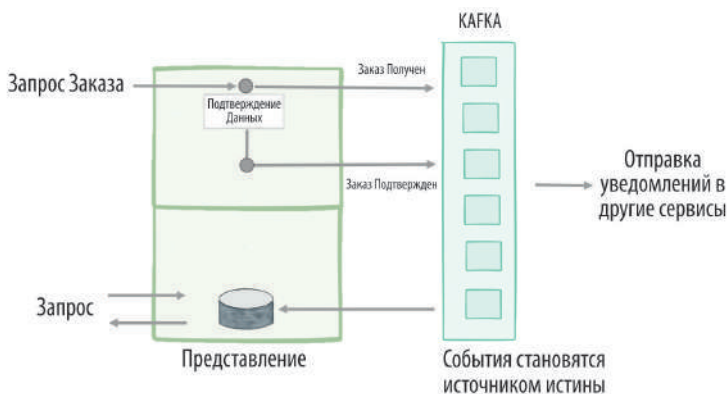 KAFKA
Запрос Заказа
Заказ Получен
Подтверждение
Данных
Заказ Подтвержден
Отправка
уведомлений в
другие сервисы
Запрос
Представление
События становятся
источником истины